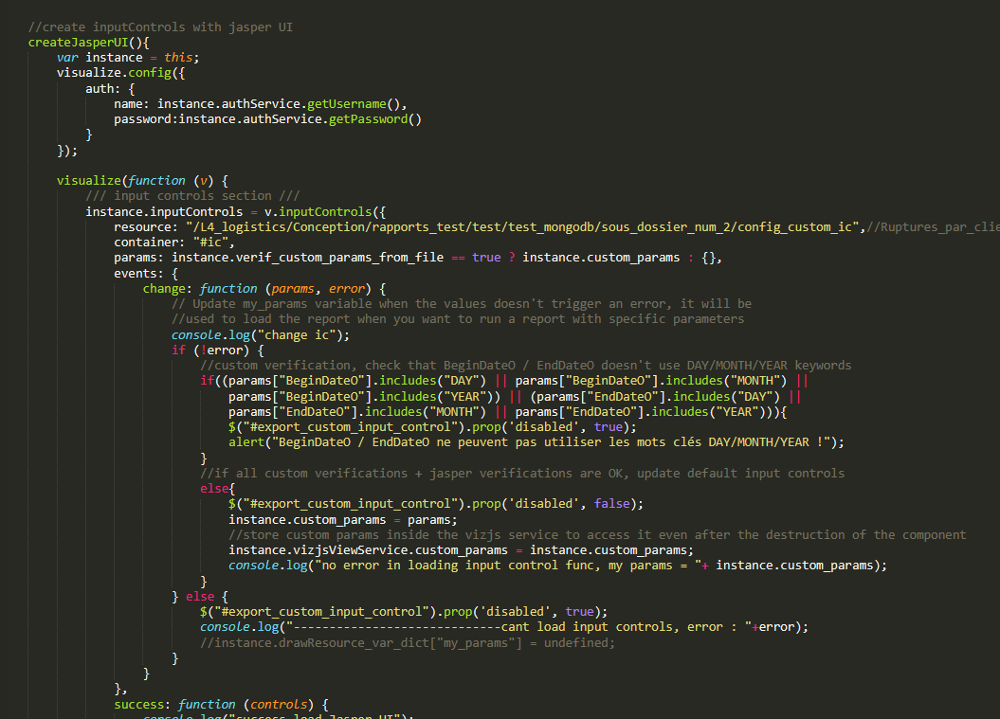 //create inputControls with jasper UI
createJasperUI(){
var instance = this;
visualize.config({
auth: {
name: instance.authService.getUsername(),
password:instance.authService.getPassword()
}
});
visualize(function (v) {
/// input controls section ///
instance.inputControls = v.inputControls({
resource: "/L4_logistics/Conception/rapports_test/test/test_mongodb/sous_dossier_num_2/config_custom_ic",//Ruptures_par_clie
container: "#ic",
params: instance.verif_custom_params_from_file == true ? instance.custom_params : {},
events: {
change: function (params, error) {
// Update my_params variable when the values doesn't trigger an error, it will be
//used to load the report when you want to run a report with specific parameters
console.log("change ic");
if (!error) {
//custom verification, check that BeginDateO / EndDateO doesn't use DAY/MONTH/YEAR keywords
if((params["BeginDateO"].includes("DAY") || params["BeginDateO"].includes("MONTH") ||
params["BeginDateO"].includes("YEAR")) || (params["EndDateO"].includes("DAY") ||
params["EndDateO"].includes("MONTH") || params["EndDateO"].includes("YEAR"))){
$("#export_custom_input_control").prop('disabled', true);
alert("BeginDateO / EndDateO ne peuvent pas utiliser les mots clés DAY/MONTH/YEAR !");
}
//if all custom verifications + jasper verifications are OK, update default input controls
else{
$("#export_custom_input_control").prop('disabled', false);
instance.custom_params = params;
//store custom params inside the vizjs service to access it even after the destruction of the component
instance.vizjsViewService.custom_params = instance.custom_params;
console.log("no error in loading input control func, my params = "+ instance.custom_params);
}
} else {
$("#export_custom_input_control").prop('disabled', true);
console.log("-----------------------------cant load input controls, error : "+error);
//instance.drawResource_var_dict["my_params"] = undefined;
}
}
},
success: function (controls) {
console.log("success load Jasper UI");